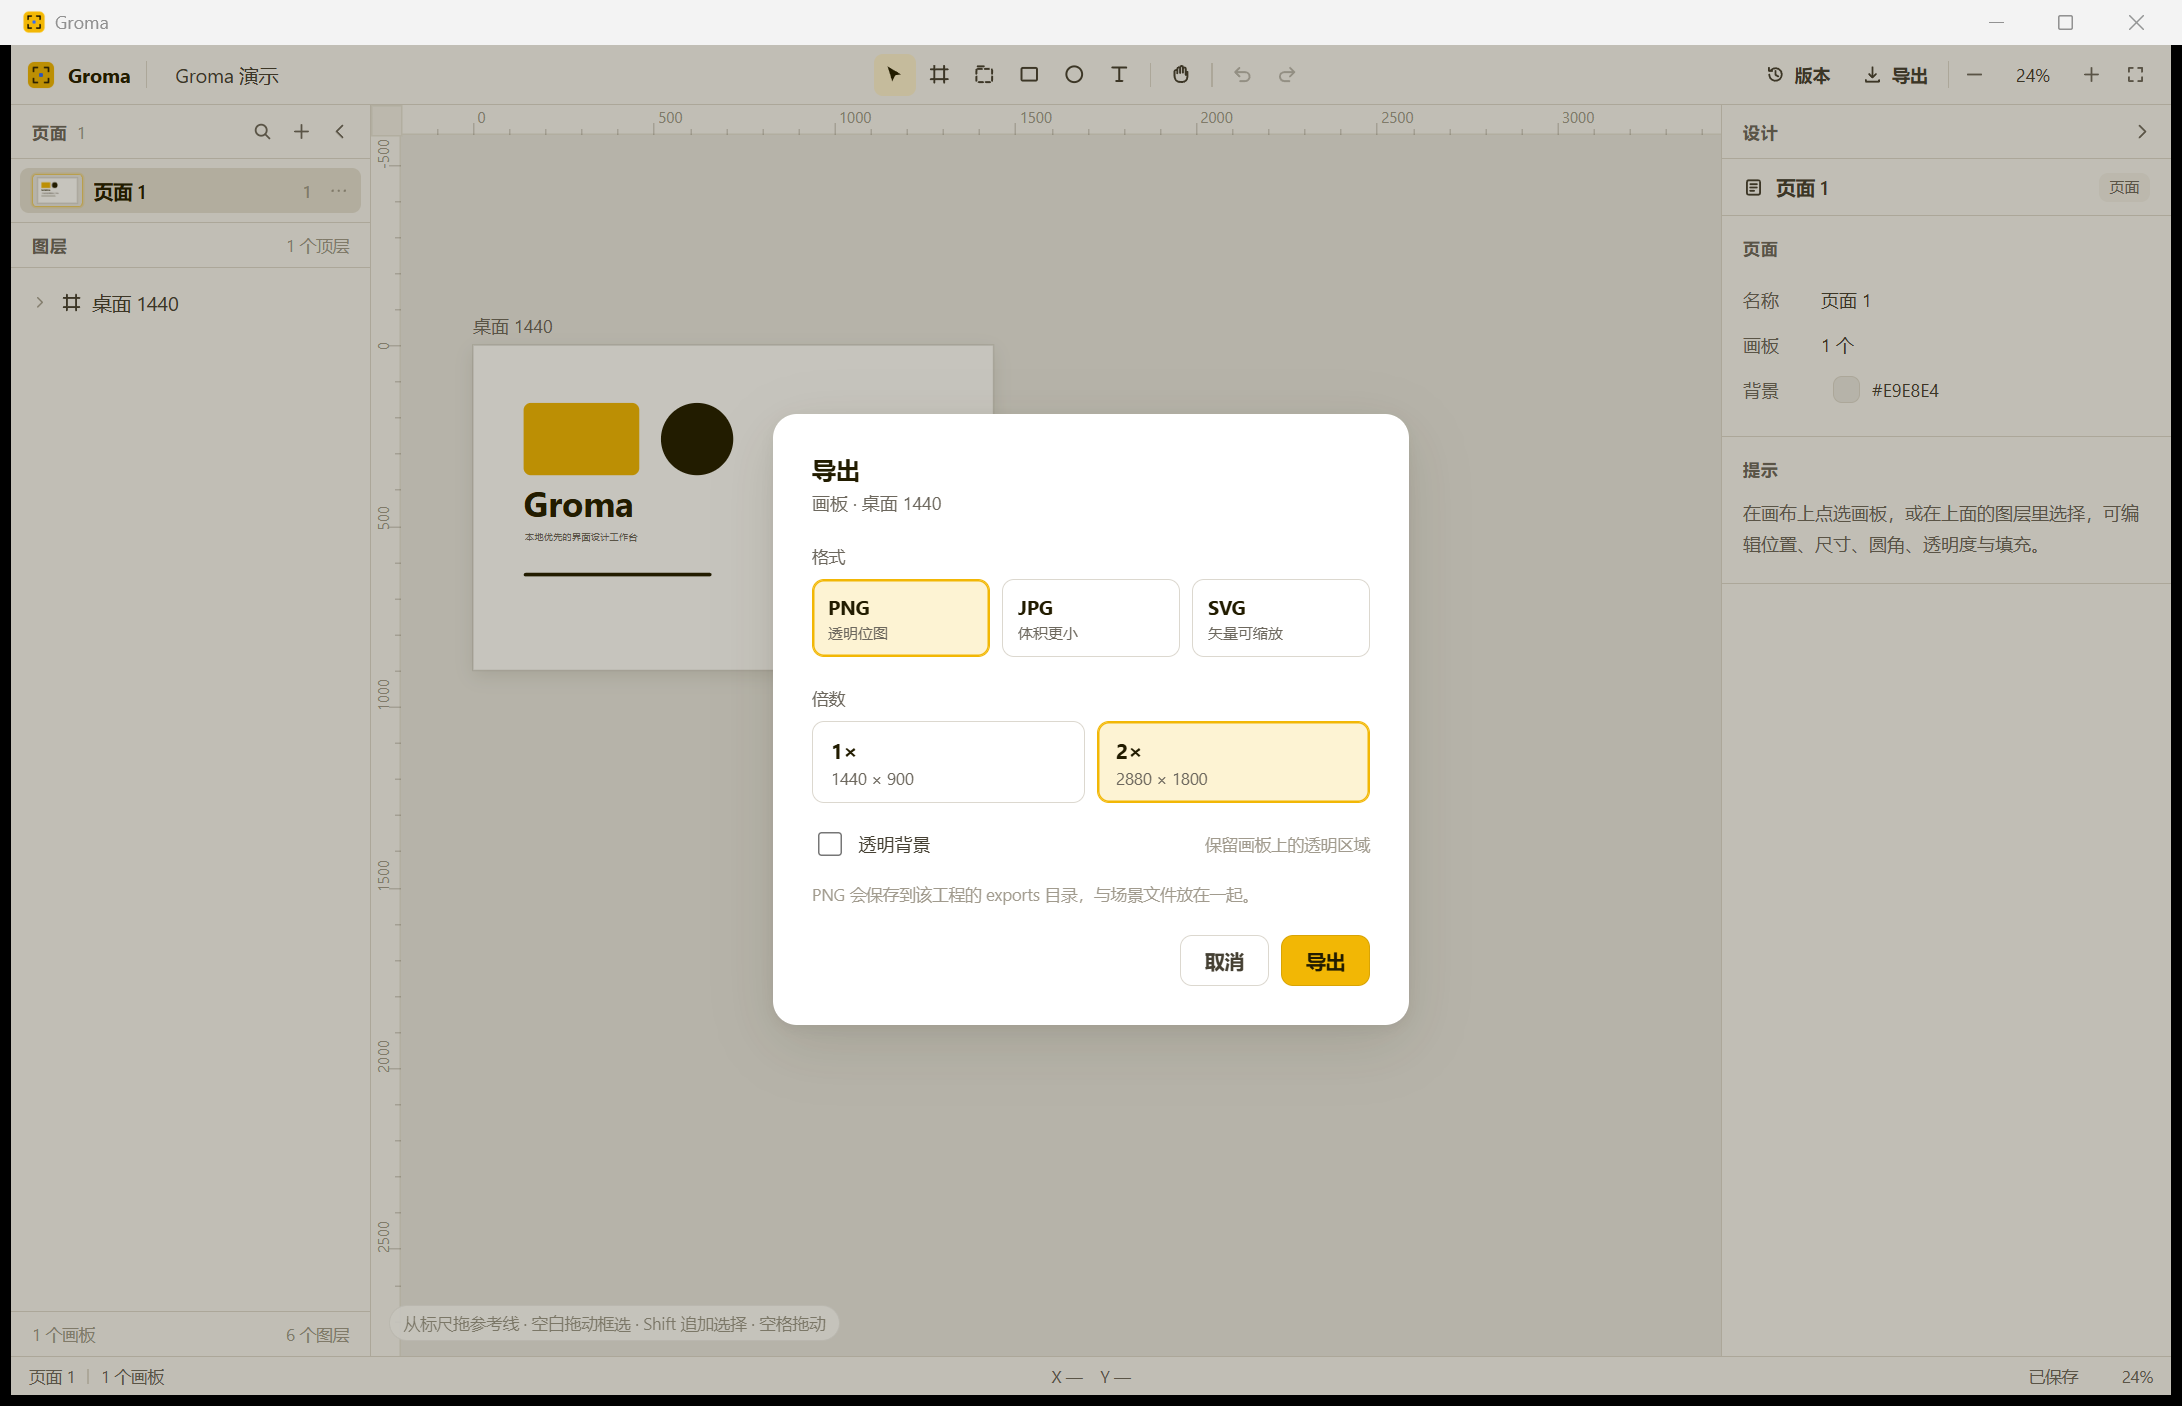 Groma
Groma
Groma 演示
版本
导出
24%
页面 1
页面 1
1
图层
1 个顶层
桌面 1440
1 个画板
6 个图层
0
500
1000
1500
2000
2500
3000
-500
0
500
1000
1500
2000
2500
桌面 1440
Groma
本地优先的界面设计工作台
导出
画板 · 桌面 1440
格式
PNG
透明位图
JPG
体积更小
SVG
矢量可缩放
倍数
1×
1440 × 900
2×
2880 × 1800
透明背景
保留画板上的透明区域
PNG 会保存到该工程的 exports 目录，与场景文件放在一起。
取消
导出
从标尺拖参考线 · 空白拖动框选 · Shift 追加选择 · 空格拖动
设计
页面 1
页面
页面
名称
页面 1
画板
1 个
背景
#E9E8E4
提示
在画布上点选画板，或在上面的图层里选择，可编
辑位置、尺寸、圆角、透明度与填充。
页面 1
1 个画板
X —
Y —
已保存
24%